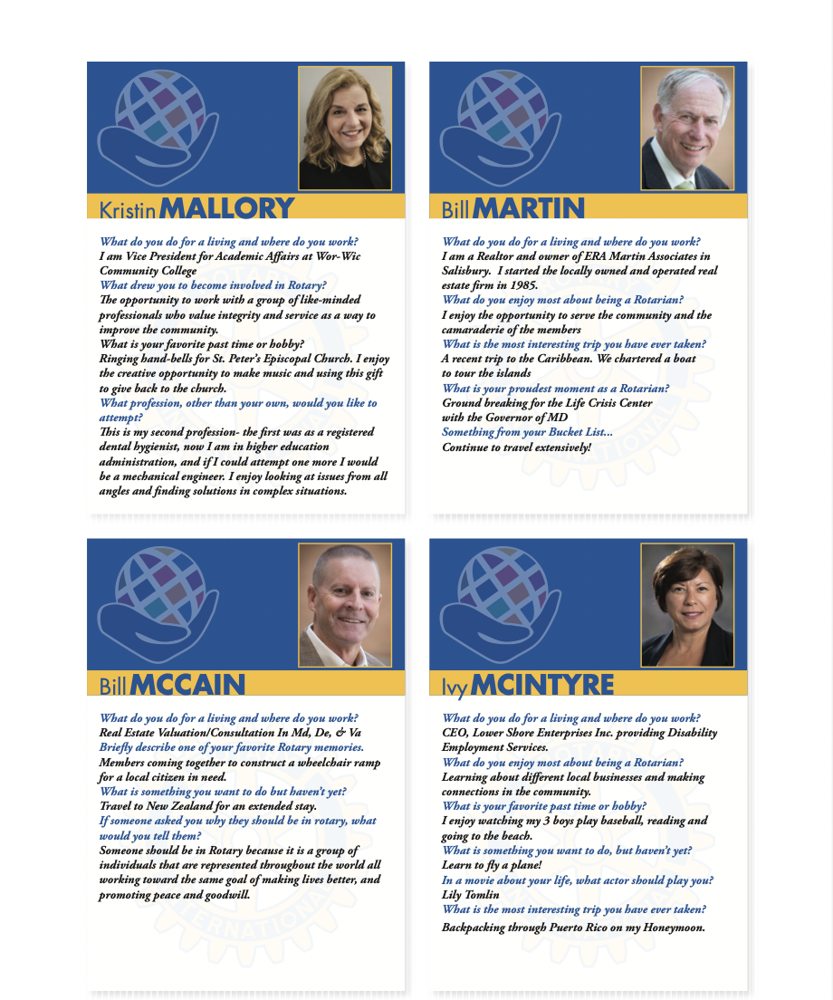 Kristin MALLORY
What do you do for a living and where do you work?
I am Vice President for Academic Affairs at Wor-Wic
Community College
What drew you to become involved in Rotary?
The opportunity to work with a group of like-minded
professionals who value integrity and service as a way to
improve the community.
What is your favorite past time or hobby?
Ringing hand-bells for St. Peter's Episcopal Church. I enjoy
the creative opportunity to make music and using this gift
to give back to the church.
What profession, other than your own, would you like to
attempt?
This is my second profession- the first was as a registered
dental hygienist, now I am in higher education
administration, and if I could attempt one more I would
be a mechanical engineer. I enjoy looking at issues from all
angles and finding solutions in complex situations.
Bill MARTIN
What do you do for a living and where do you work?
I am a Realtor and owner of ERA Martin Associates in
Salisbury.  I started the locally owned and operated real
estate firm in 1985.
What do you enjoy most about being a Rotarian?
I enjoy the opportunity to serve the community and the
camaraderie of the members
What is the most interesting trip you have ever taken?
A recent trip to the Caribbean. We chartered a boat
to tour the islands
What is your proudest moment as a Rotarian?
Ground breaking for the Life Crisis Center
with the Governor of MD
Something from your Bucket List...
Continue to travel extensively!
NATIONAL
Bill MCCAIN
What do you do for a living and where do you work?
Real Estate Valuation/Consultation In Md, De, & Va
Briefly describe one of your favorite Rotary memories.
Members coming together to construct a wheelchair ramp
for a local citizen in need.
What is something you want to do but haven't yet?
Travel to New Zealand for an extended stay.
If someone asked you why they should be in rotary, what
would you tell them?
Someone should be in Rotary because it is a group of
individuals that are represented throughout the world all
working toward the same goal of making lives better, and
promoting peace and goodwill.
ERNATIONAL
Ivy MCINTYRE
What do you do for a living and where do you work?
CEO, Lower Shore Enterprises Inc. providing Disability
Employment Services.
What do you enjoy most about being a Rotarian?
Learning about different local businesses and making
connections in the community.
What is your favorite past time or hobby?
I enjoy watching my 3 boys play baseball, reading and
going to the beach.
What is something you want to do, but haven't yet?
Learn to fly a plane!
In a movie about your life, what actor should play you?
Lily Tomlin
What is the most interesting trip you have ever taken?
Backpacking through Puerto Rico on my Honeymoon.